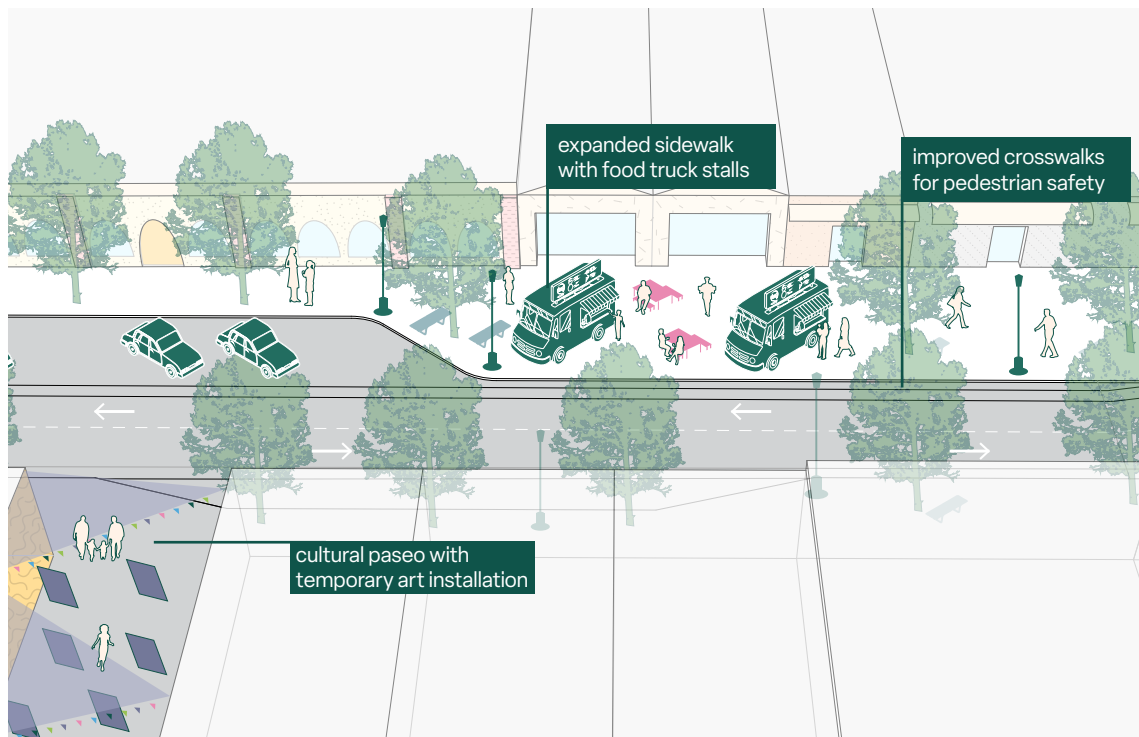 expanded sidewalk
with food truck stalls
improved crosswalks
for pedestrian safety
cultural paseo with
temporary art installation